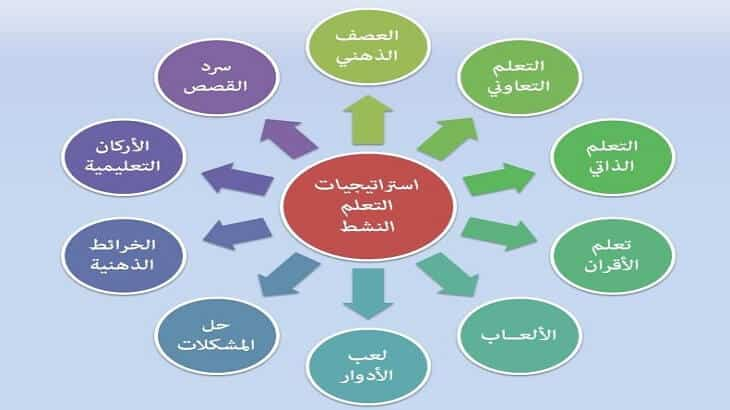 استراتيجيات
التعلم
النشط
العصف
الذهني
التعلم
التعاوني
التعلم
الذاتي
تعلم
الأقران
الألعـــاب
لعب
الأدوار
حل
المشكلات
الخرائط
الذهنية
الأركان
التعليمية
سرد
القصص